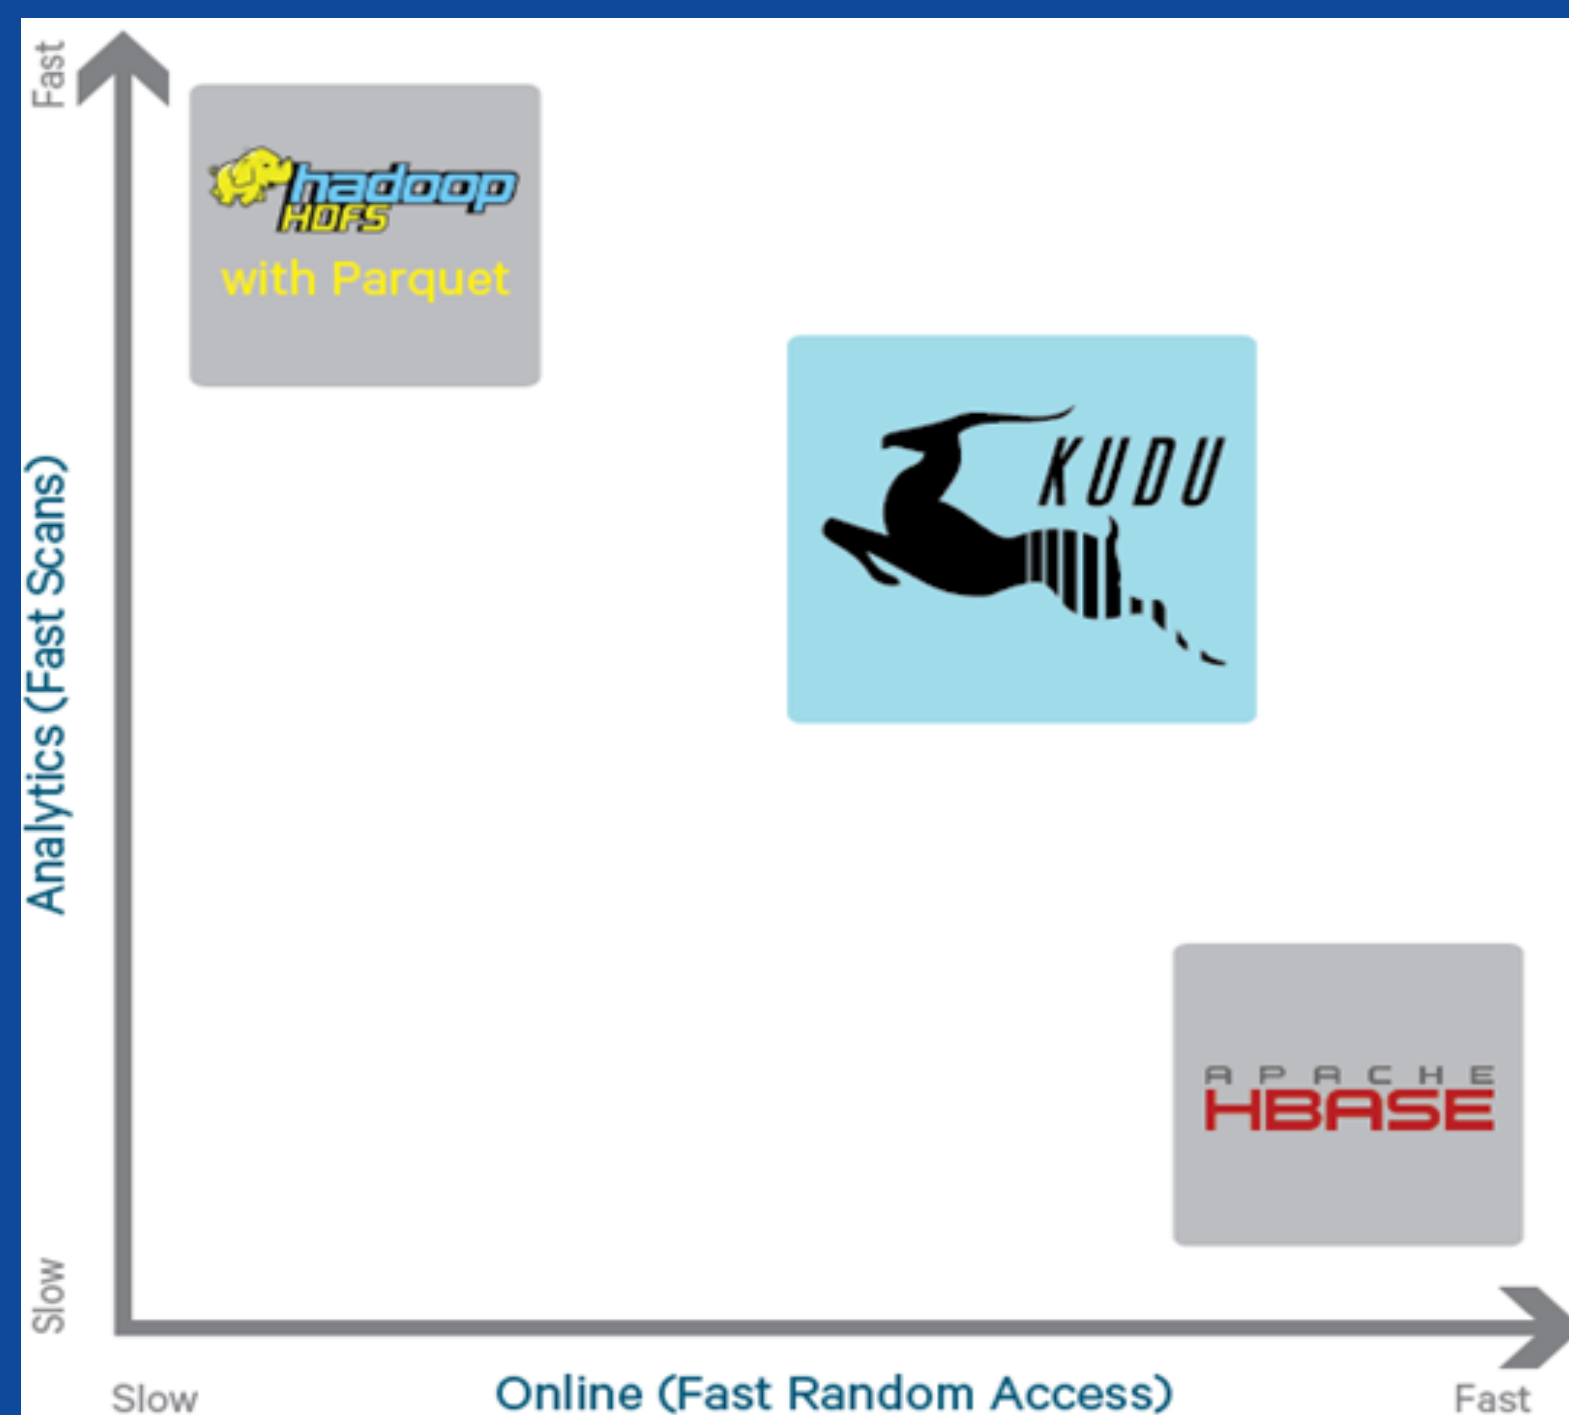 Fast
hadoop
HDFS
with Parquet
KUDU
Analytics (Fast Scans)
APACHE
HBASE
Slow
Slow
Online (Fast Random Access)
Fast